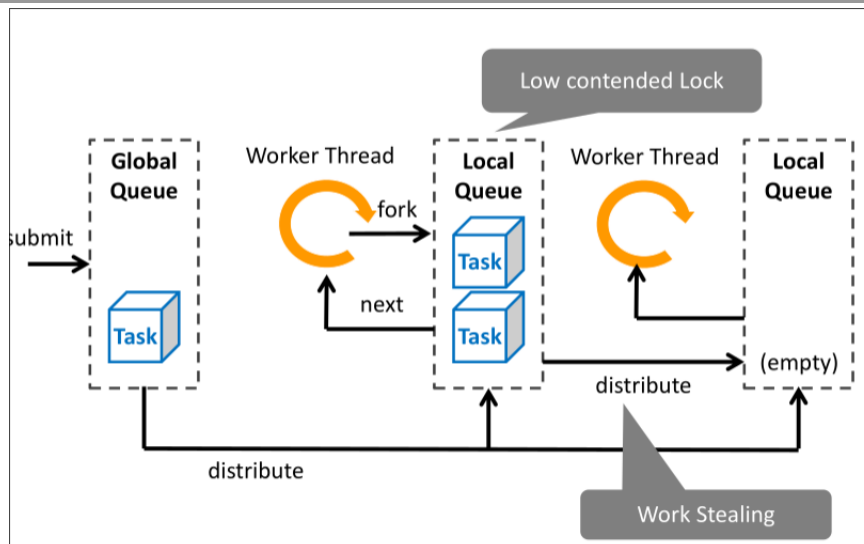 Low contended Lock
Global
Queue
Worker Thread
Local
Queue
Worker Thread
Local
Queue
submit
fork
Task
Task
next
Task
Task
(empty)
distribute
distribute
Work Stealing